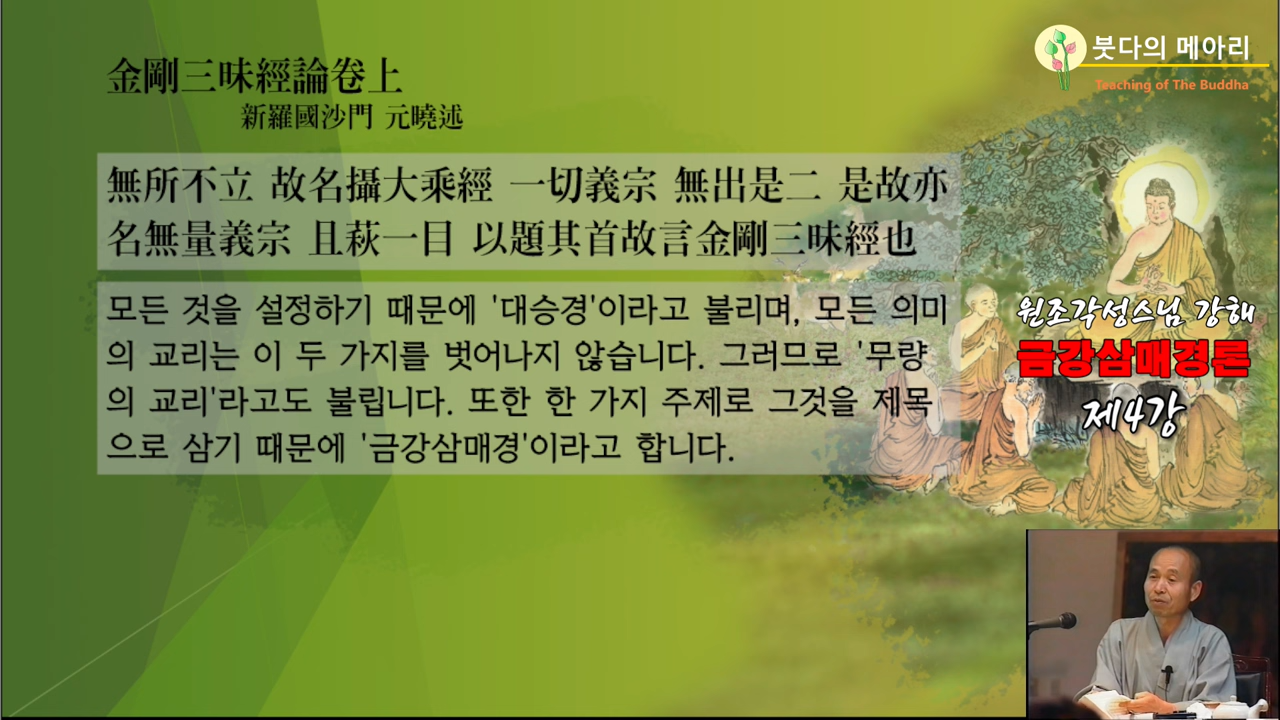 金剛三昧經論卷上
新羅國沙門 元曉述
無所不立 故名攝大乘經 一切義宗 無出是二 是故亦
名無量義宗 且萩一目 以題其首故言金剛三昧經也
모든 것을 설정하기 때문에 '대승경'이라고 불리며, 모든 의미
의 교리는 이 두 가지를 벗어나지 않습니다. 그러므로 '무량
의 교리'라고도 불립니다. 또한 한 가지 주제로 그것을 제목
으로 삼기 때문에 '금강삼매경'이라고 합니다.
붓다의 메아리
Teaching of The Buddha
원조각성스님 강해
금강삼매경론
제4강